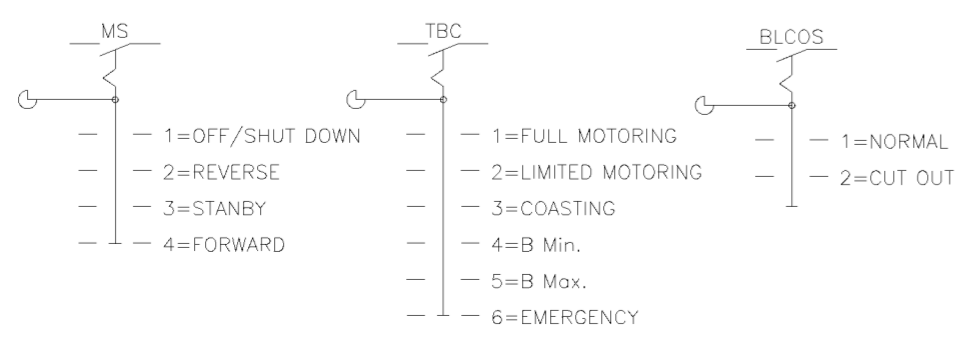 MS
1=OFF/SHUT DOWN
2=REVERSE
3=STANBY
4=FORWARD
TBC
1=FULL MOTORING
2=LIMITED MOTORING
3=COASTING
4=B Min.
5=B Max.
6=EMERGENCY
BLCOS
1=NORMAL
2=CUT OUT